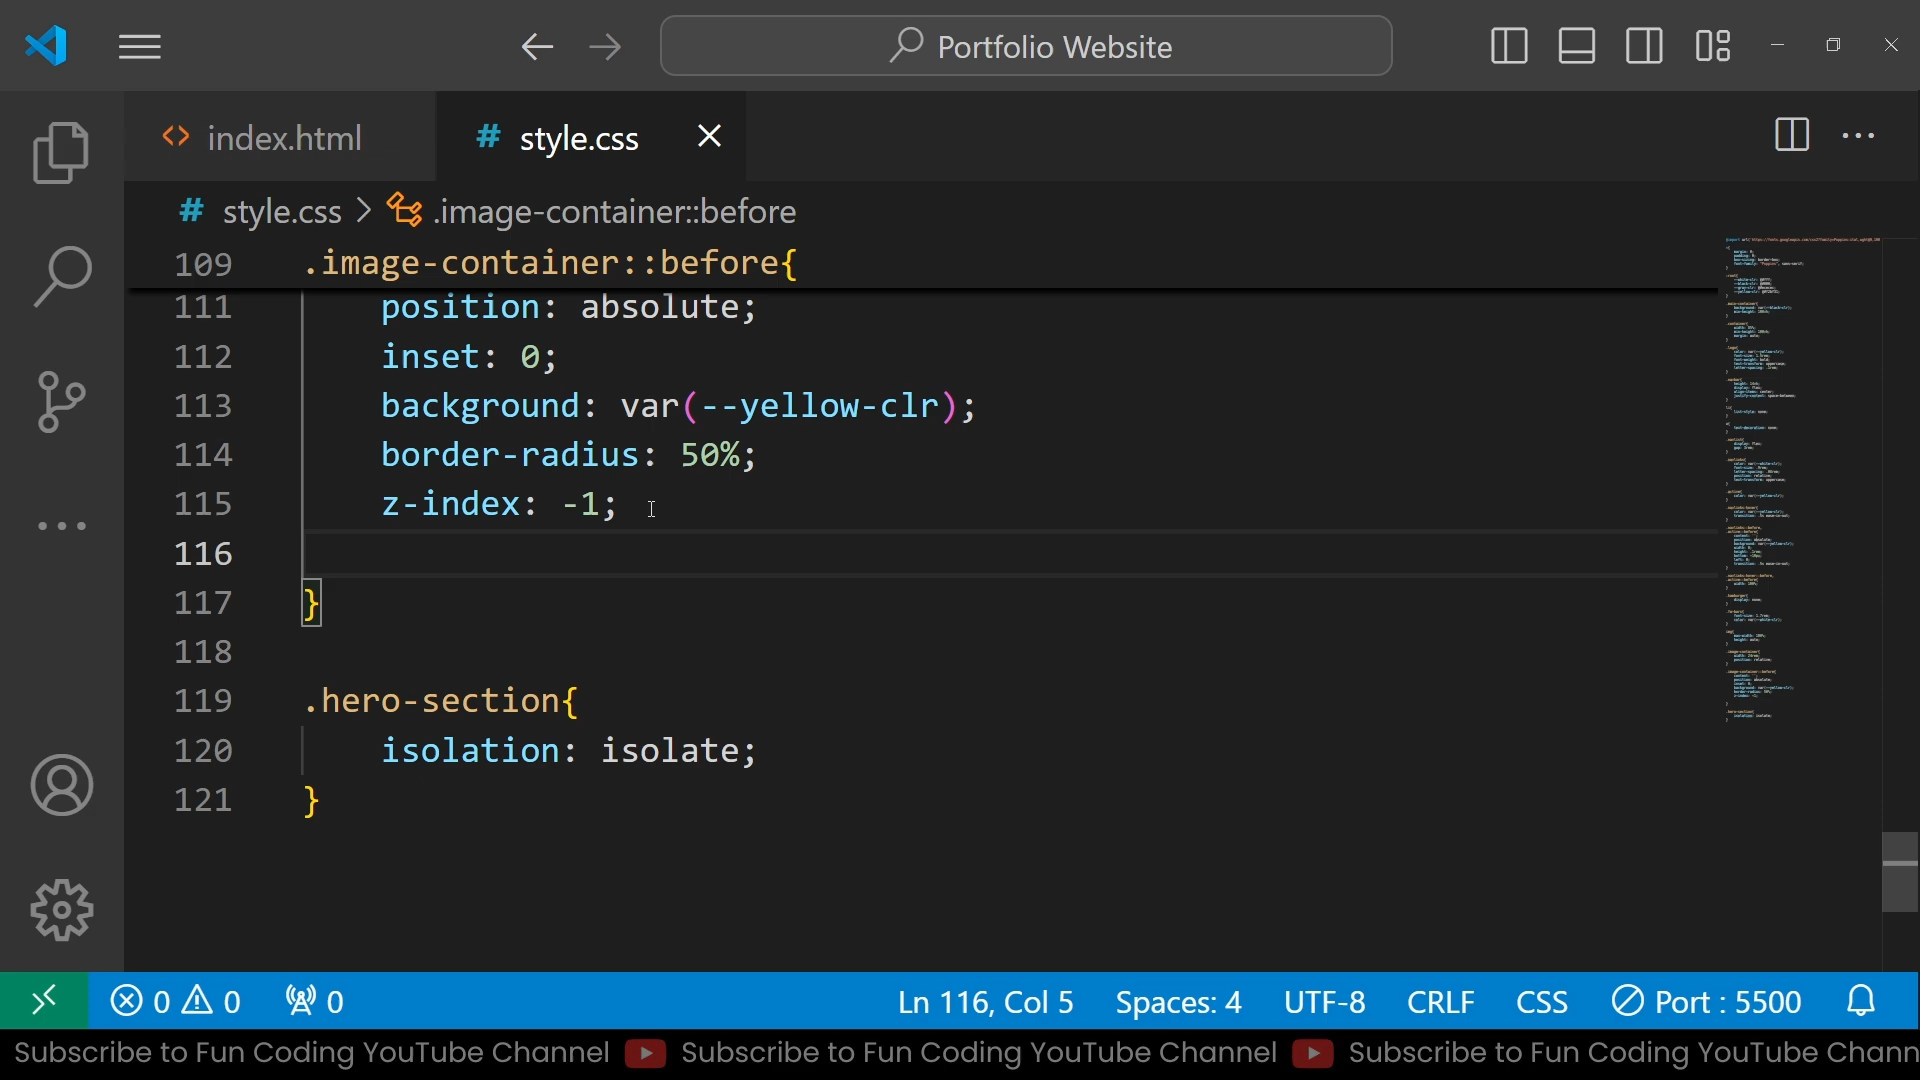 Portfolio Website
index.html
# style.css
# style.css > .image-container::before
109 .image-container::before{
111 position: absolute;
112 inset: 0;
113 background: var(--yellow-clr);
114 border-radius: 50%;
115 z-index: -1;
116
117 }
118
119 .hero-section{
120 isolation: isolate;
121 }
0 0 0 Ln 116, Col 5 Spaces: 4 UTF-8 CRLF CSS Port : 5500
Subscribe to Fun Coding YouTube Channel Subscribe to Fun Coding YouTube Channel Subscribe to Fun Coding YouTube Chann